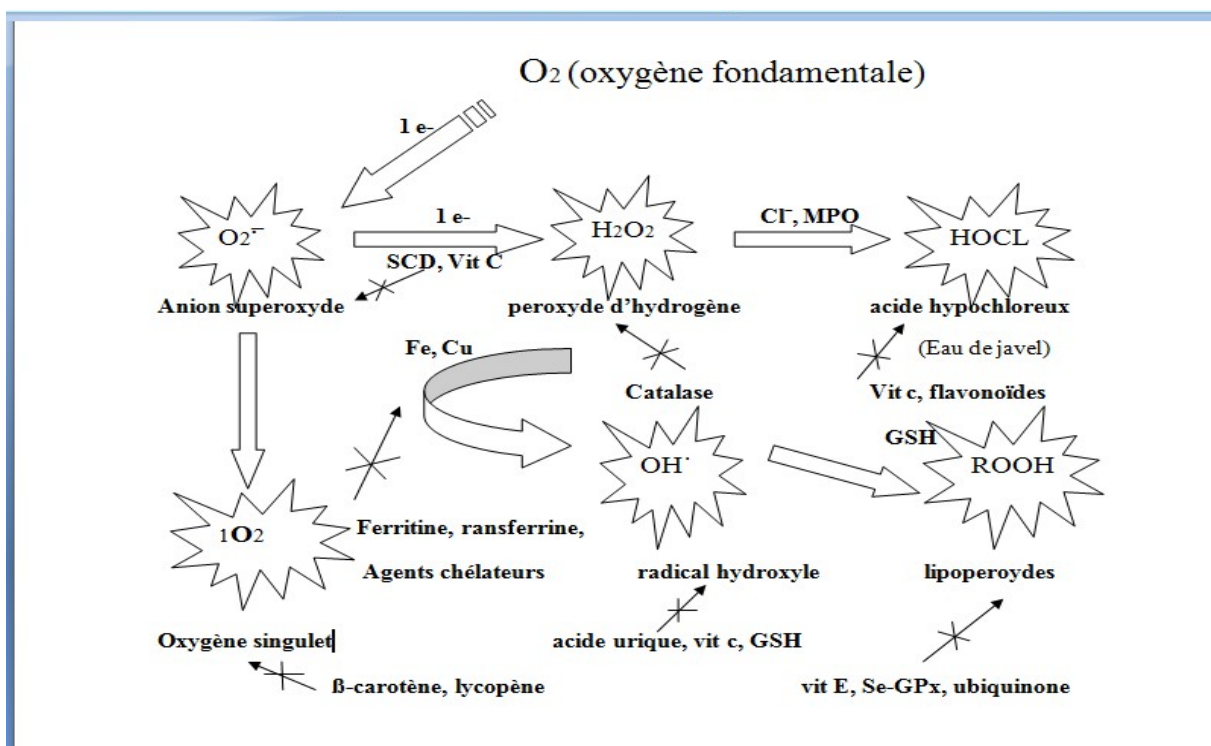 O2 (oxygène fondamentale)
1 e-
O2·− 1 e- H2O2 Cl−, MPO HOCL
SCD, Vit C
Anion superoxyde peroxyde d'hydrogène acide hypochloreux
Fe, Cu (Eau de javel)
Catalase Vit c, flavonoïdes
GSH
OH· ROOH
1O2 Ferritine, ransferrine,
Agents chélateurs radical hydroxyle lipoperoydes
Oxygène singulet acide urique, vit c, GSH
ß-carotène, lycopène vit E, Se-GPx, ubiquinone